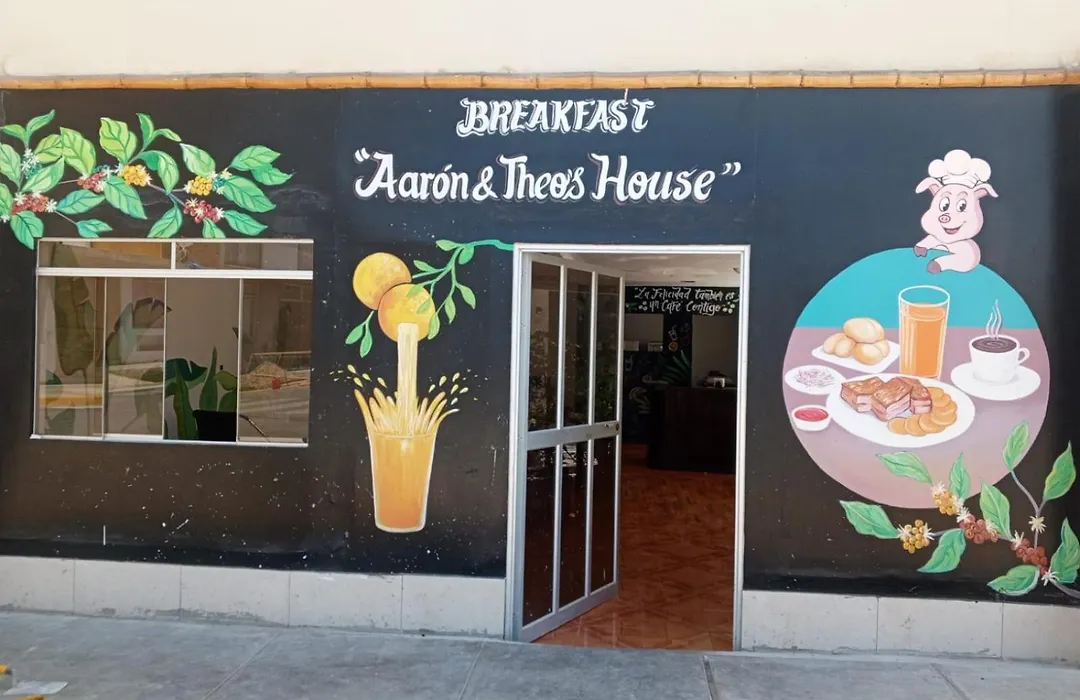 BREAKFAST
"Aarón & Theo's House"
La Felicidad También es
un Café Contigo